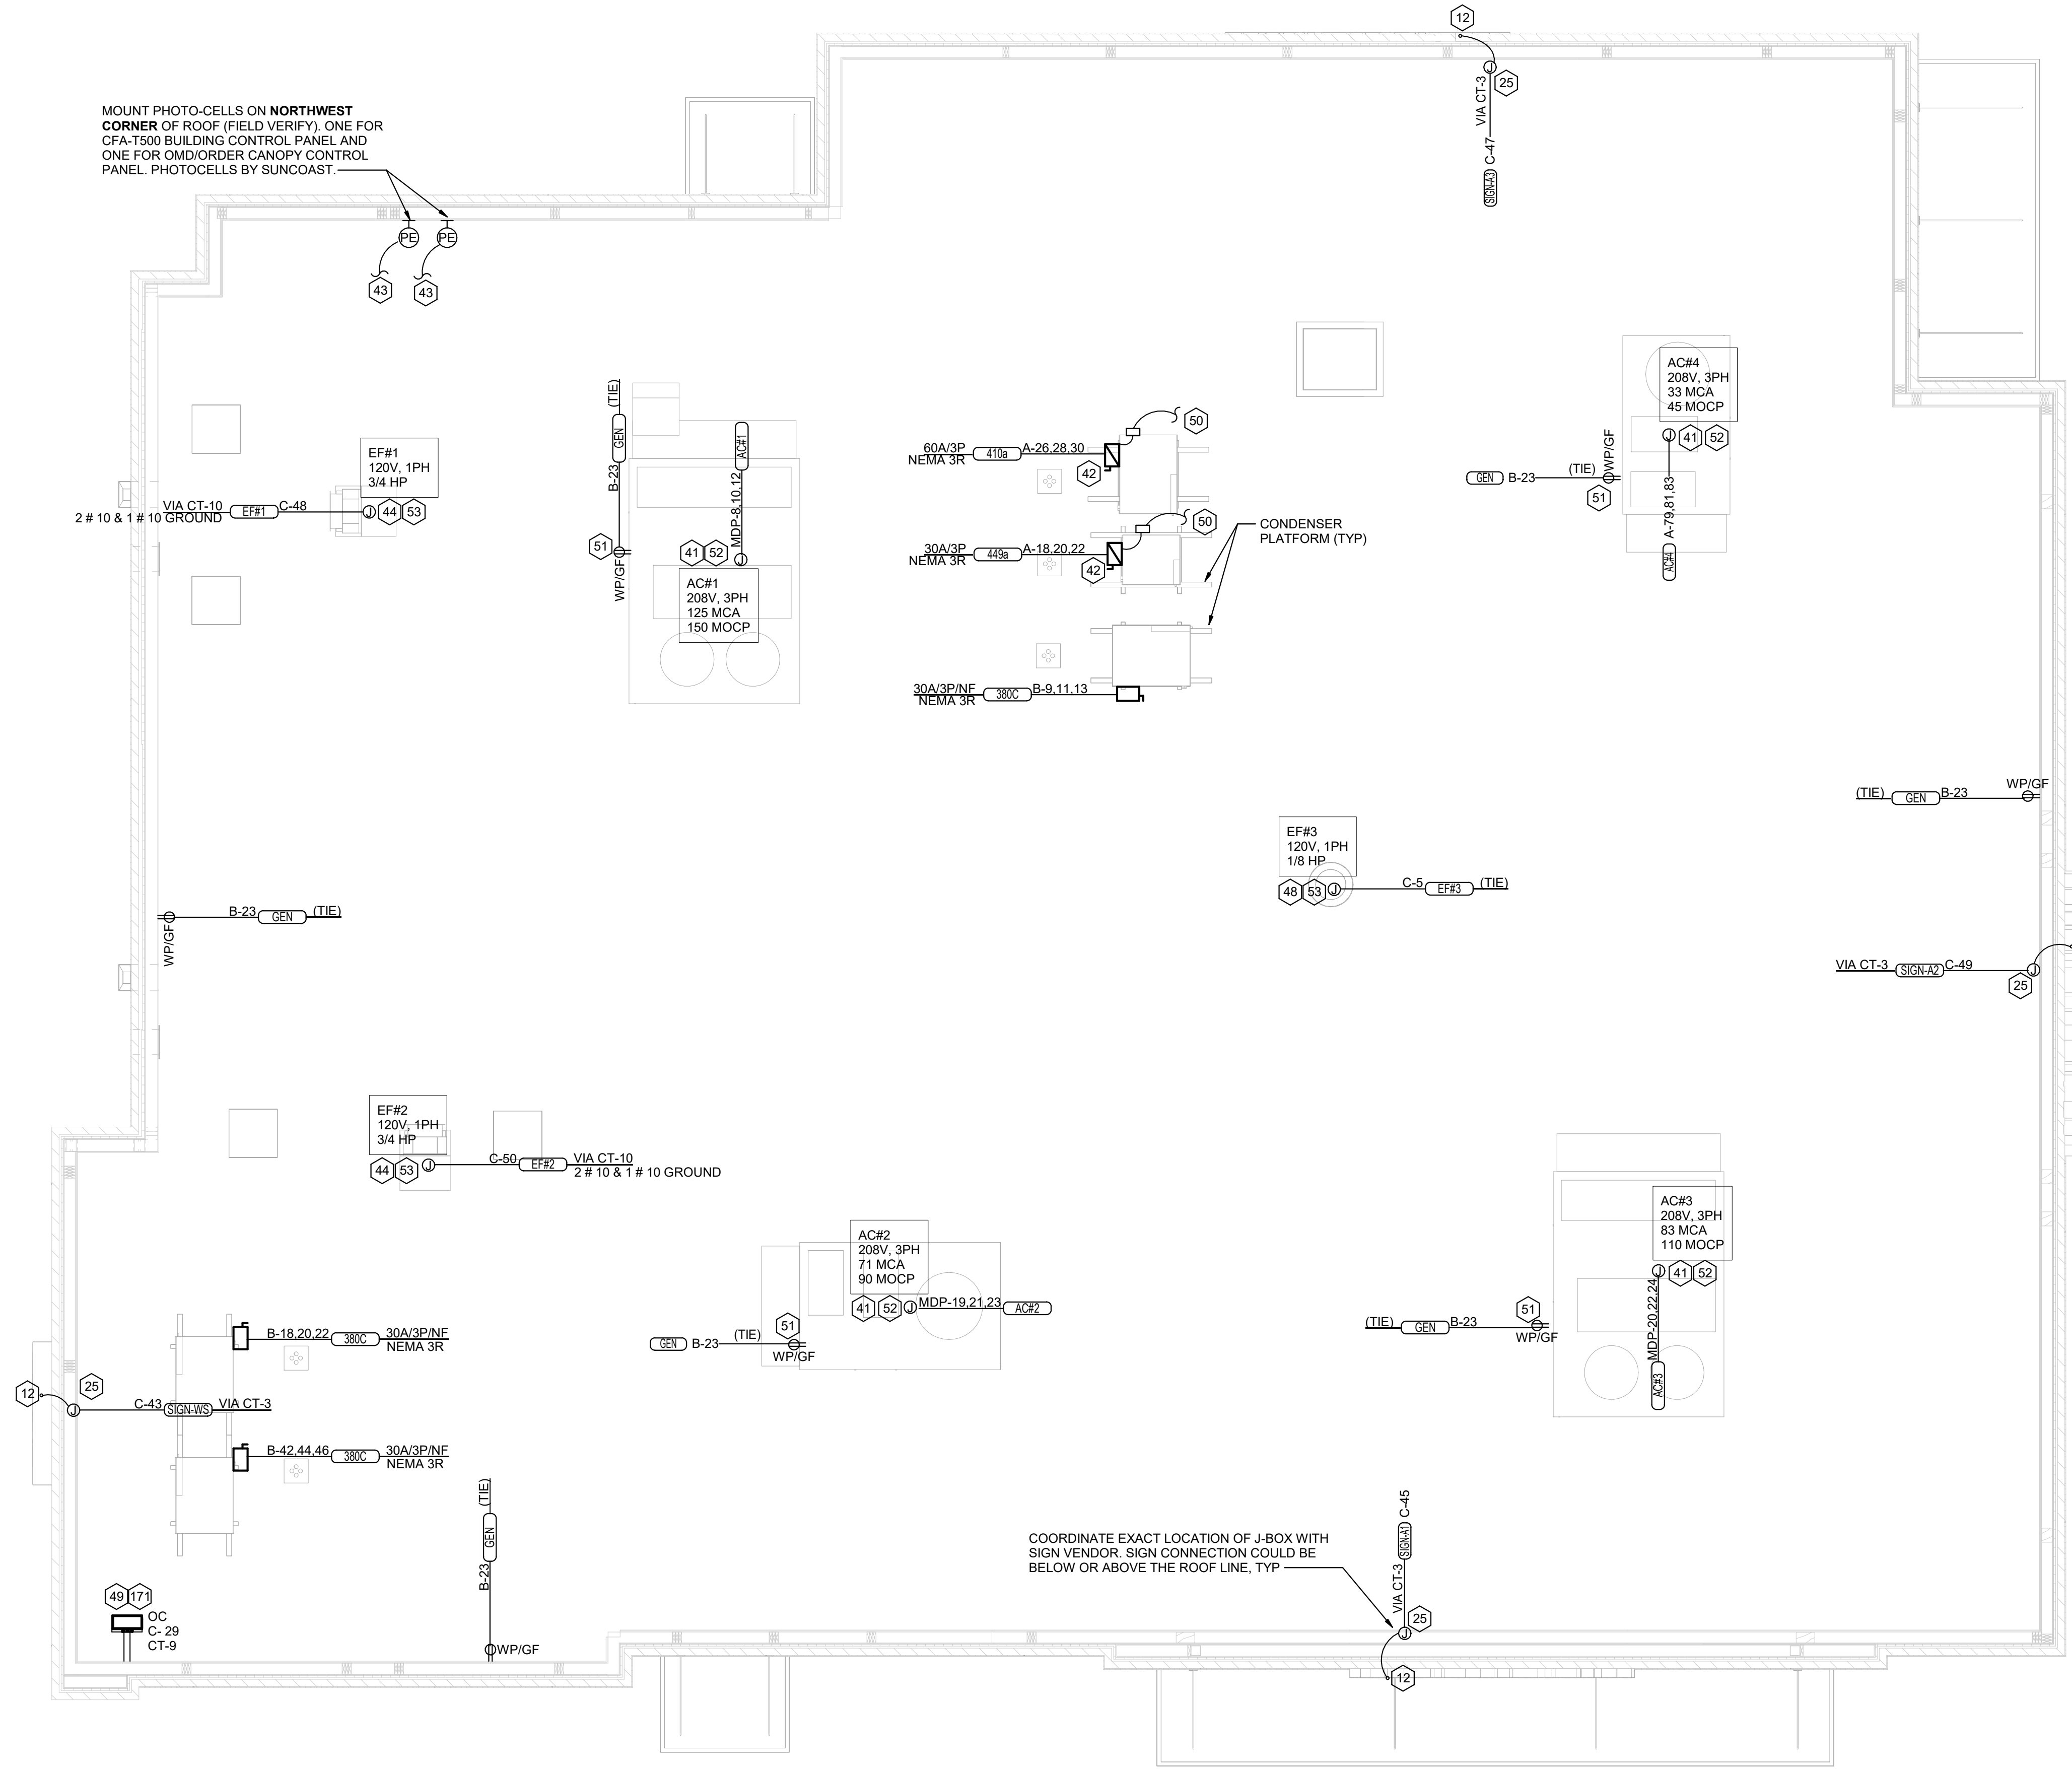 12
25
VIA CT-3
C-47
SIGN-A3
MOUNT PHOTO-CELLS ON NORTHWEST
CORNER OF ROOF (FIELD VERIFY). ONE FOR
CFA-T500 BUILDING CONTROL PANEL AND
ONE FOR OMD/ORDER CANOPY CONTROL
PANEL. PHOTOCELLS BY SUNCOAST.
PE
PE
43
43
EF#1
120V, 1PH
3/4 HP
VIA CT-10 EF#1 C-48
2 # 10 & 1 # 10 GROUND
J 44 53
(TIE)
GEN
B-23
51
WP/GF
AC#1
MDP-8,10,12
41 52 J
AC#1
208V, 3PH
125 MCA
150 MOCP
50
60A/3P 410a A-26,28,30
NEMA 3R
42
50
30A/3P 449a A-18,20,22
NEMA 3R
42
CONDENSER
PLATFORM (TYP)
30A/3P/NF 380C B-9,11,13
NEMA 3R
AC#4
208V, 3PH
33 MCA
45 MOCP
J 41 52
A-79,81,83
AC#4
GEN B-23 (TIE)
WP/GF
51
(TIE) GEN B-23
WP/GF
EF#3
120V, 1PH
1/8 HP
48 53 J C-5 EF#3 (TIE)
B-23 GEN (TIE)
WP/GF
VIA CT-3 SIGN-A2 C-49 J
25
EF#2
120V, 1PH
3/4 HP
44 53 J C-50 EF#2 VIA CT-10
2 # 10 & 1 # 10 GROUND
AC#2
208V, 3PH
71 MCA
90 MOCP
41 52 J MDP-19,21,23 AC#2
GEN B-23 (TIE)
51
WP/GF
AC#3
208V, 3PH
83 MCA
110 MOCP
J 41 52
MDP-20,22,24
AC#3
(TIE) GEN B-23
51
WP/GF
B-18,20,22 380C 30A/3P/NF
NEMA 3R
12
25
J C-43 SIGN-WS VIA CT-3
B-42,44,46 380C 30A/3P/NF
NEMA 3R
(TIE)
GEN
B-23
WP/GF
49 171
OC
C- 29
CT-9
COORDINATE EXACT LOCATION OF J-BOX WITH
SIGN VENDOR. SIGN CONNECTION COULD BE
BELOW OR ABOVE THE ROOF LINE, TYP
C-45
SIGN-A1
VIA CT-3
25
J
12
J